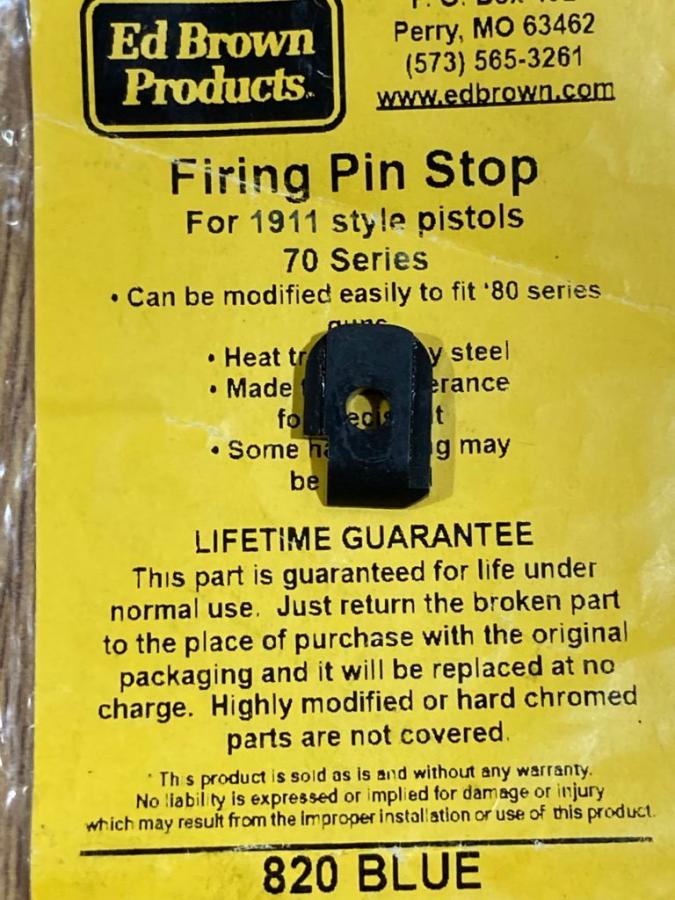 Ed Brown
Products
Perry, MO 63462
(573) 565-3261
www.edbrown.com
Firing Pin Stop
For 1911 style pistols
70 Series
• Can be modified easily to fit '80 series
• Heat steel
• Made
• Some may
be
LIFETIME GUARANTEE
This part is guaranteed for life under
normal use. Just return the broken part
to the place of purchase with the original
packaging and it will be replaced at no
charge. Highly modified or hard chromed
parts are not covered.
* This product is sold as is and without any warranty.
No liability is expressed or implied for damage or injury
which may result from the improper installation or use of this product.
820 BLUE